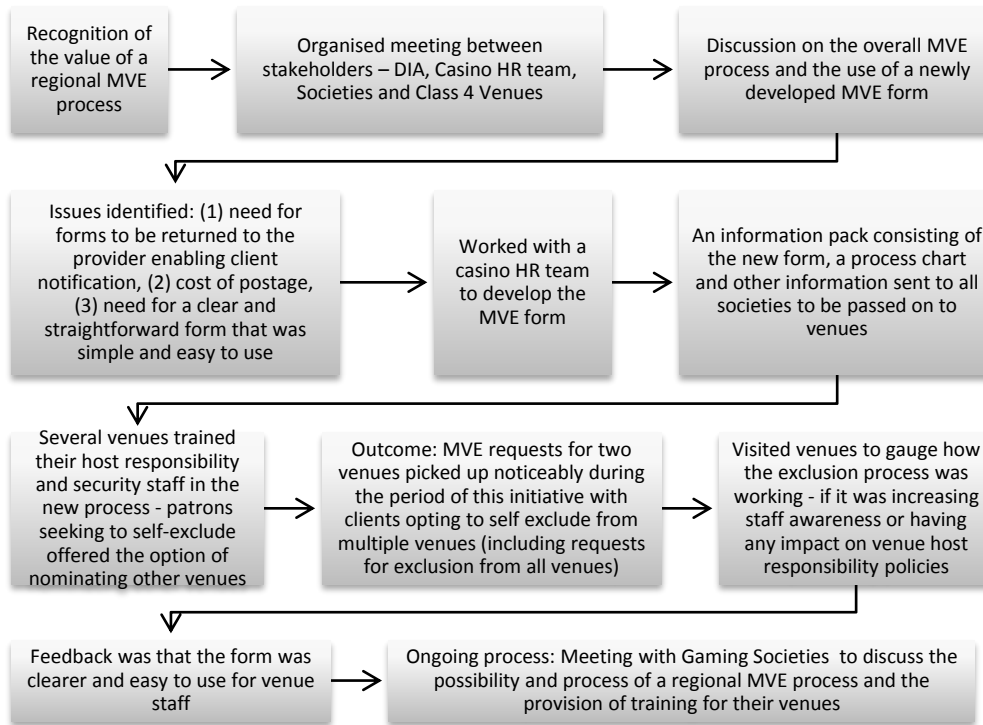 Recognition of
the value of a
regional MVE
process
Organised meeting between
stakeholders – DIA, Casino HR team,
Societies and Class 4 Venues
Discussion on the overall MVE
process and the use of a newly
developed MVE form
Issues identified: (1) need for
forms to be returned to the
provider enabling client
notification, (2) cost of postage,
(3) need for a clear and
straightforward form that was
simple and easy to use
Worked with a
casino HR team
to develop the
MVE form
An information pack consisting of
the new form, a process chart
and other information sent to all
societies to be passed on to
venues
Several venues trained
their host responsibility
and security staff in the
new process - patrons
seeking to self-exclude
offered the option of
nominating other venues
Outcome: MVE requests for two
venues picked up noticeably during
the period of this initiative with
clients opting to self exclude from
multiple venues (including requests
for exclusion from all venues)
Visited venues to gauge how
the exclusion process was
working - if it was increasing
staff awareness or having
any impact on venue host
responsibility policies
Feedback was that the form was
clearer and easy to use for venue
staff
Ongoing process: Meeting with Gaming Societies to discuss the
possibility and process of a regional MVE process and the
provision of training for their venues